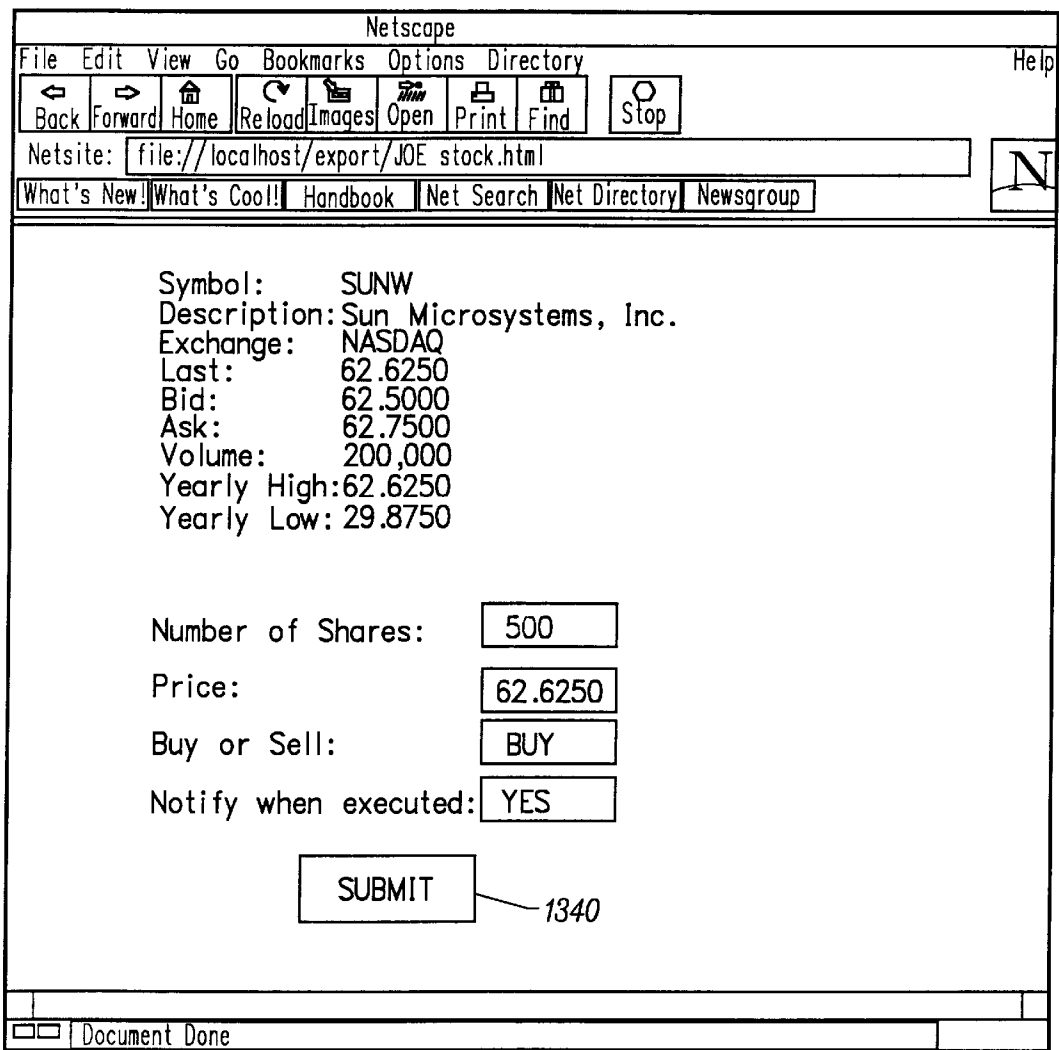 Netscape
File Edit View Go Bookmarks Options Directory Help
Back Forward Home Reload Images Open Print Find Stop
Netsite: file://localhost/export/JOE stock.html
N
What's New! What's Cool! Handbook Net Search Net Directory Newsgroup
Symbol: SUNW
Description: Sun Microsystems, Inc.
Exchange: NASDAQ
Last: 62.6250
Bid: 62.5000
Ask: 62.7500
Volume: 200,000
Yearly High: 62.6250
Yearly Low: 29.8750
Number of Shares: 500
Price: 62.6250
Buy or Sell: BUY
Notify when executed: YES
SUBMIT
1340
Document Done